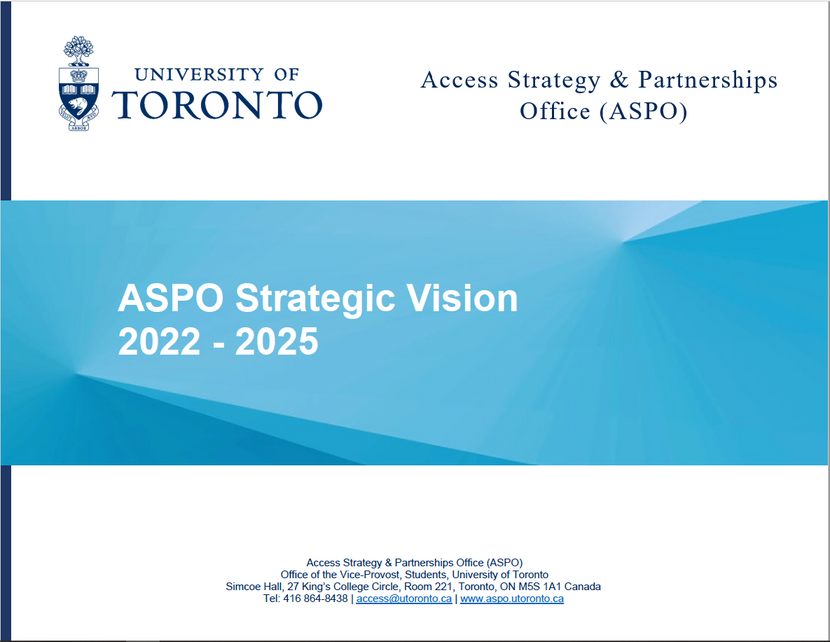 UNIVERSITY OF
TORONTO
Access Strategy & Partnerships
Office (ASPO)
ASPO Strategic Vision
2022 - 2025
Access Strategy & Partnerships Office (ASPO)
Office of the Vice-Provost, Students, University of Toronto
Simcoe Hall, 27 King's College Circle, Room 221, Toronto, ON M5S 1A1 Canada
Tel: 416 864-8438 | access@utoronto.ca | www.aspo.utoronto.ca